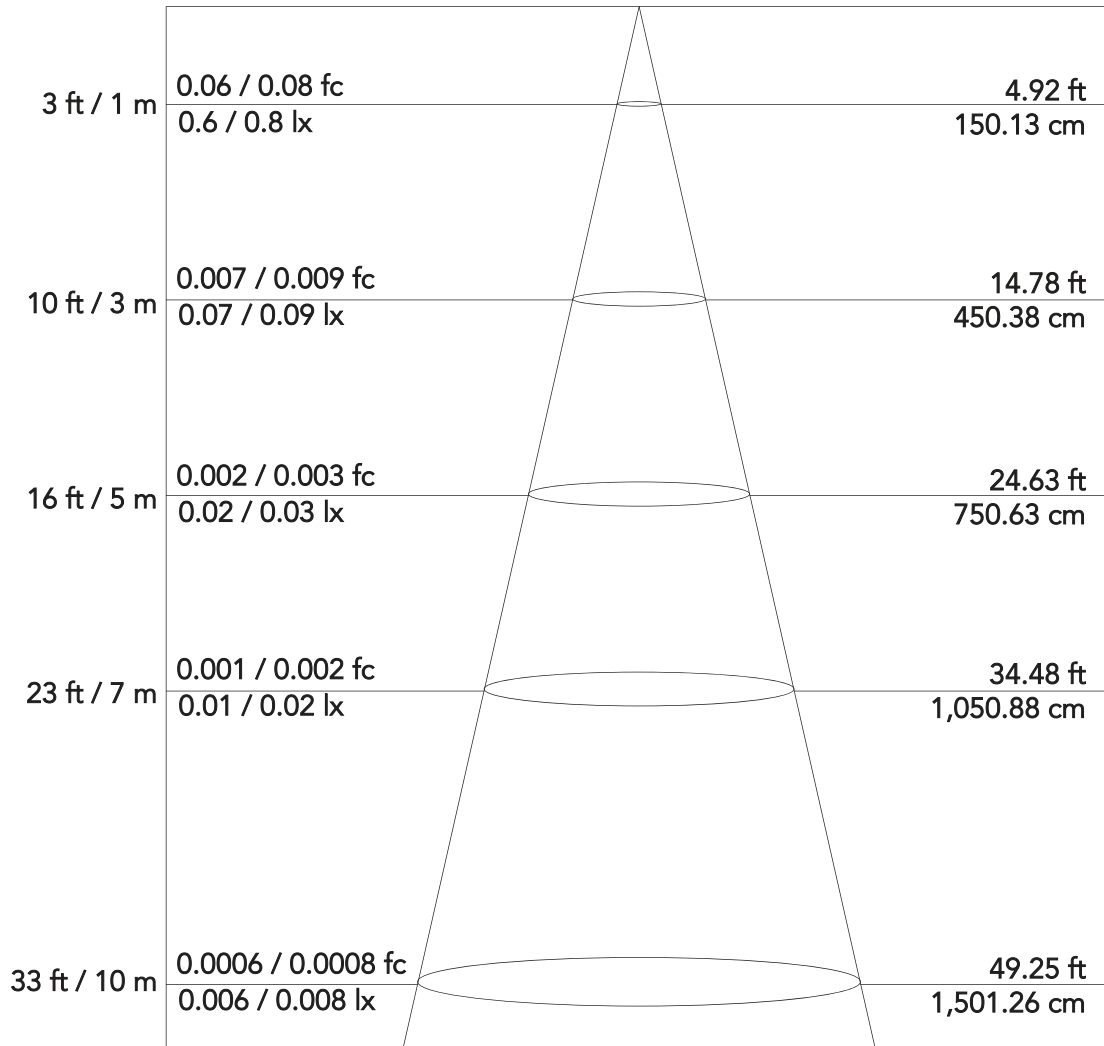 0.06 / 0.08 fc
3 ft / 1 m
0.6 / 0.8 lx
4.92 ft
150.13 cm
0.007 / 0.009 fc
10 ft / 3 m
0.07 / 0.09 lx
14.78 ft
450.38 cm
0.002 / 0.003 fc
16 ft / 5 m
0.02 / 0.03 lx
24.63 ft
750.63 cm
0.001 / 0.002 fc
23 ft / 7 m
0.01 / 0.02 lx
34.48 ft
1,050.88 cm
0.0006 / 0.0008 fc
33 ft / 10 m
0.006 / 0.008 lx
49.25 ft
1,501.26 cm